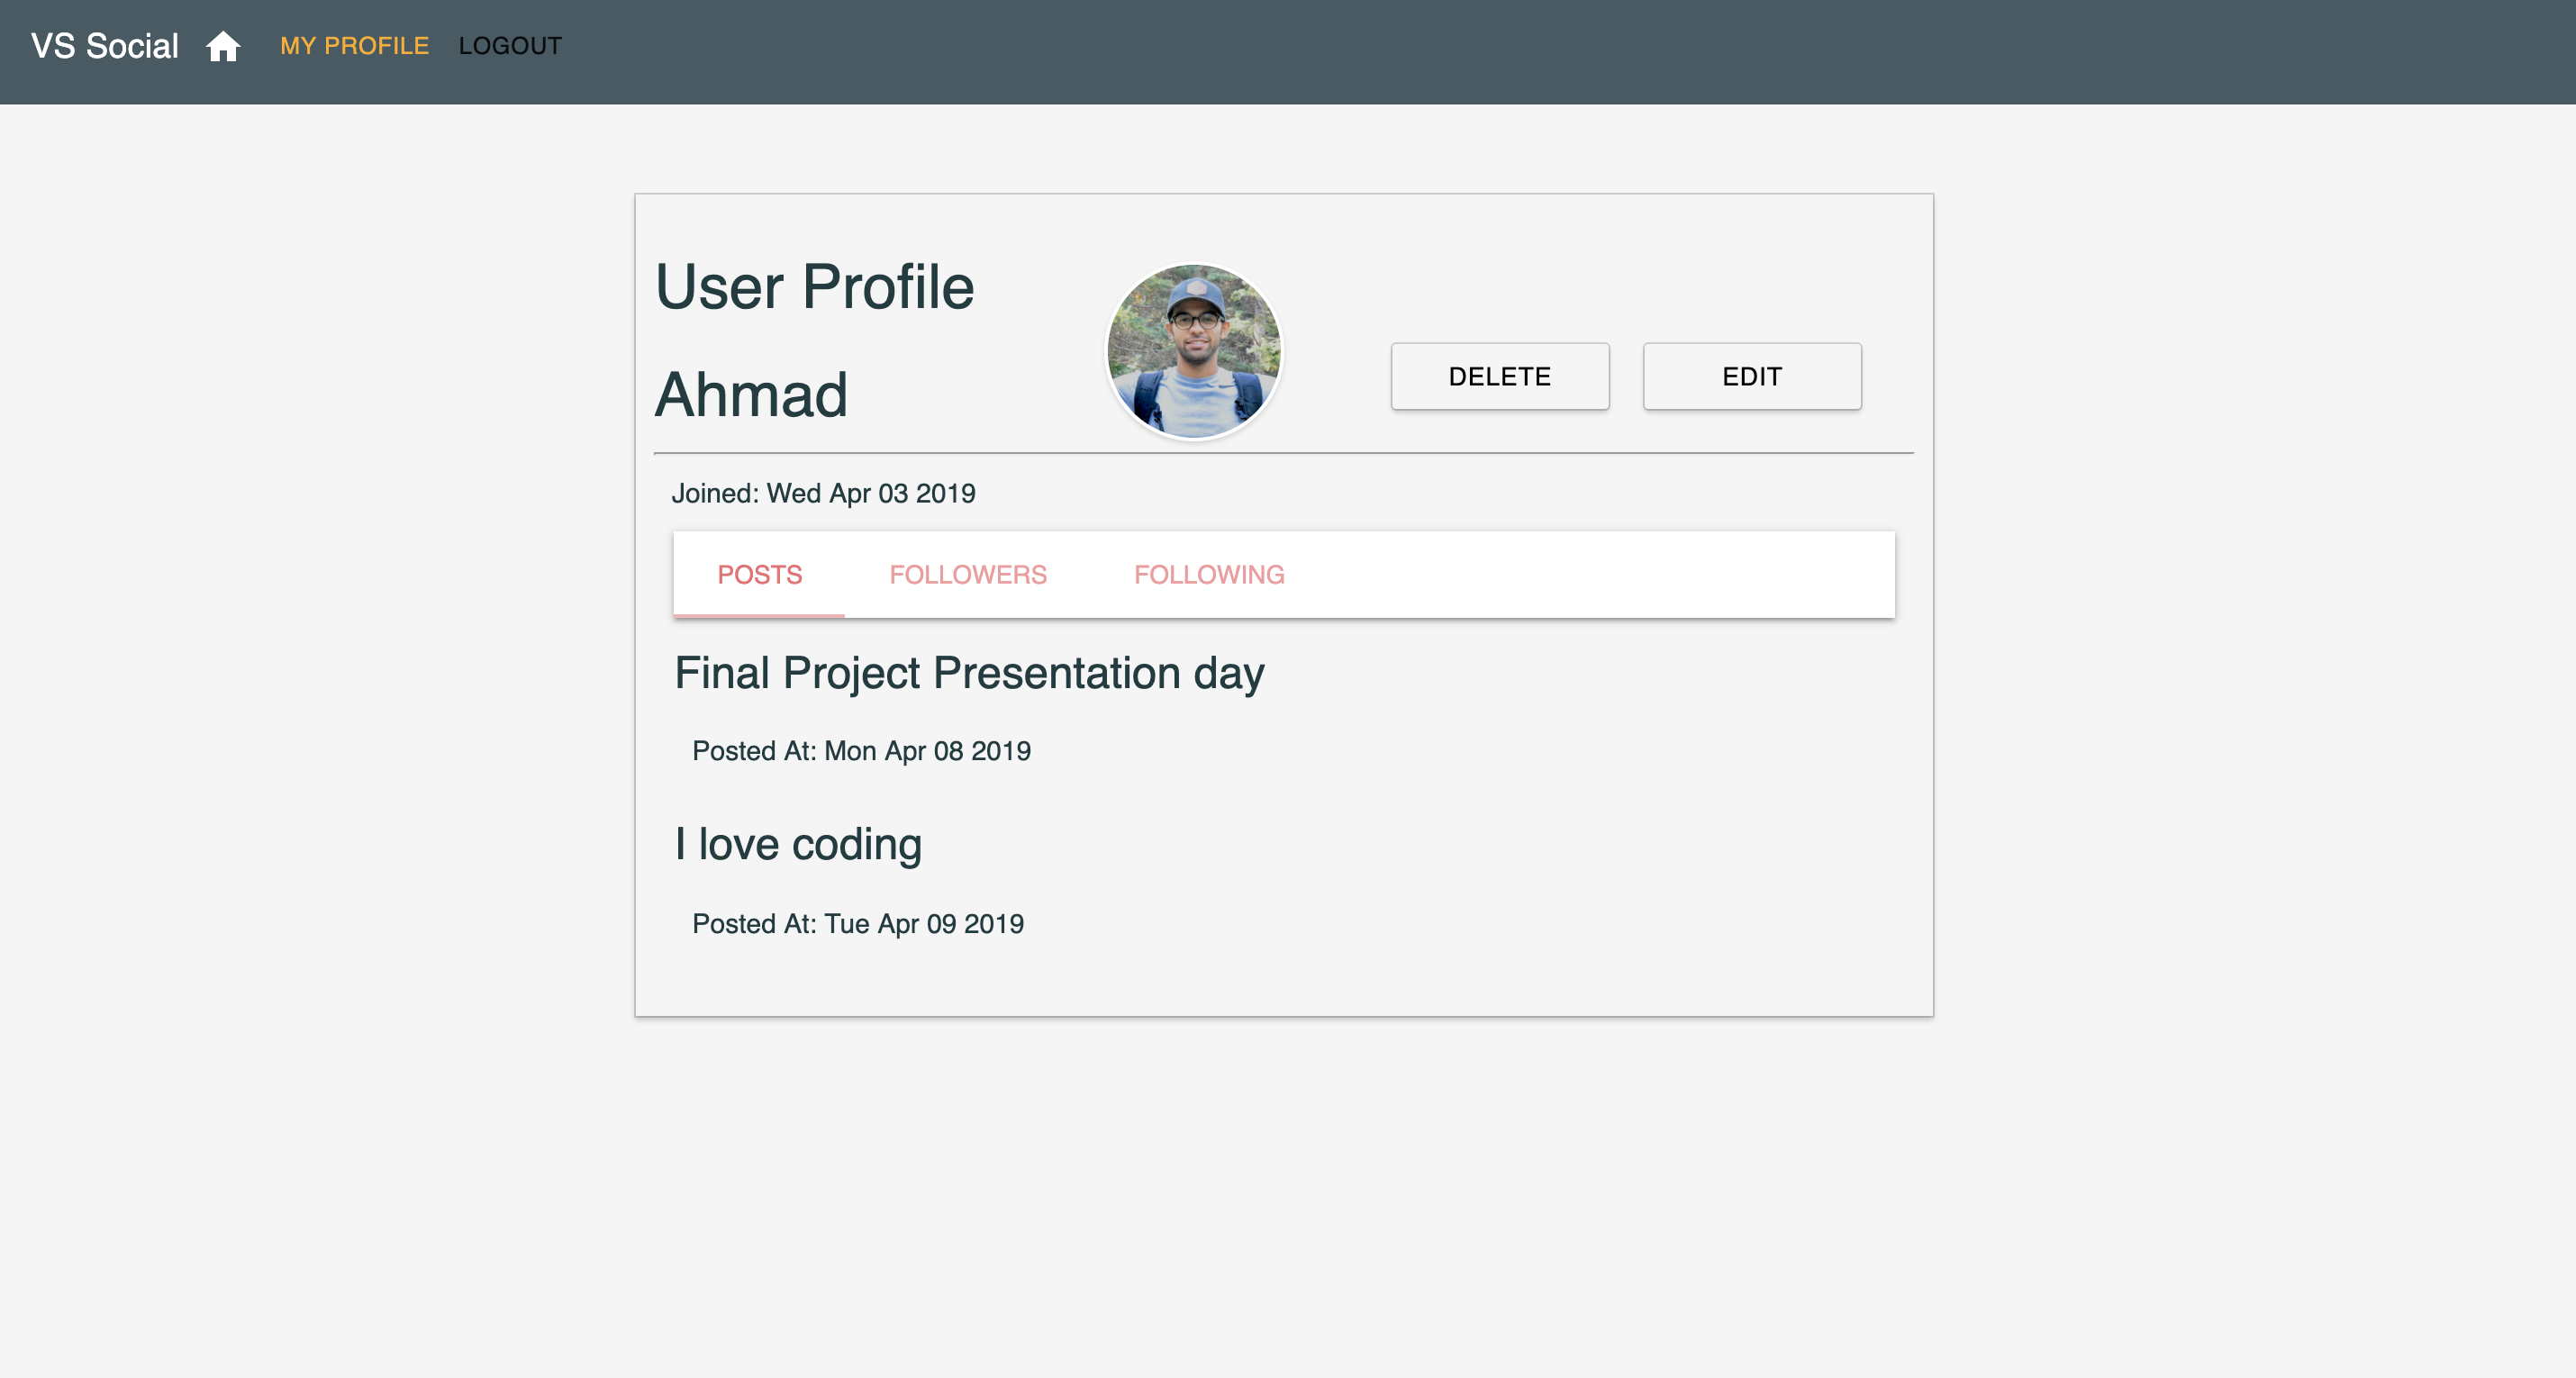 VS Social MY PROFILE LOGOUT
User Profile
Ahmad
DELETE EDIT
Joined: Wed Apr 03 2019
POSTS FOLLOWERS FOLLOWING
Final Project Presentation day
Posted At: Mon Apr 08 2019
I love coding
Posted At: Tue Apr 09 2019